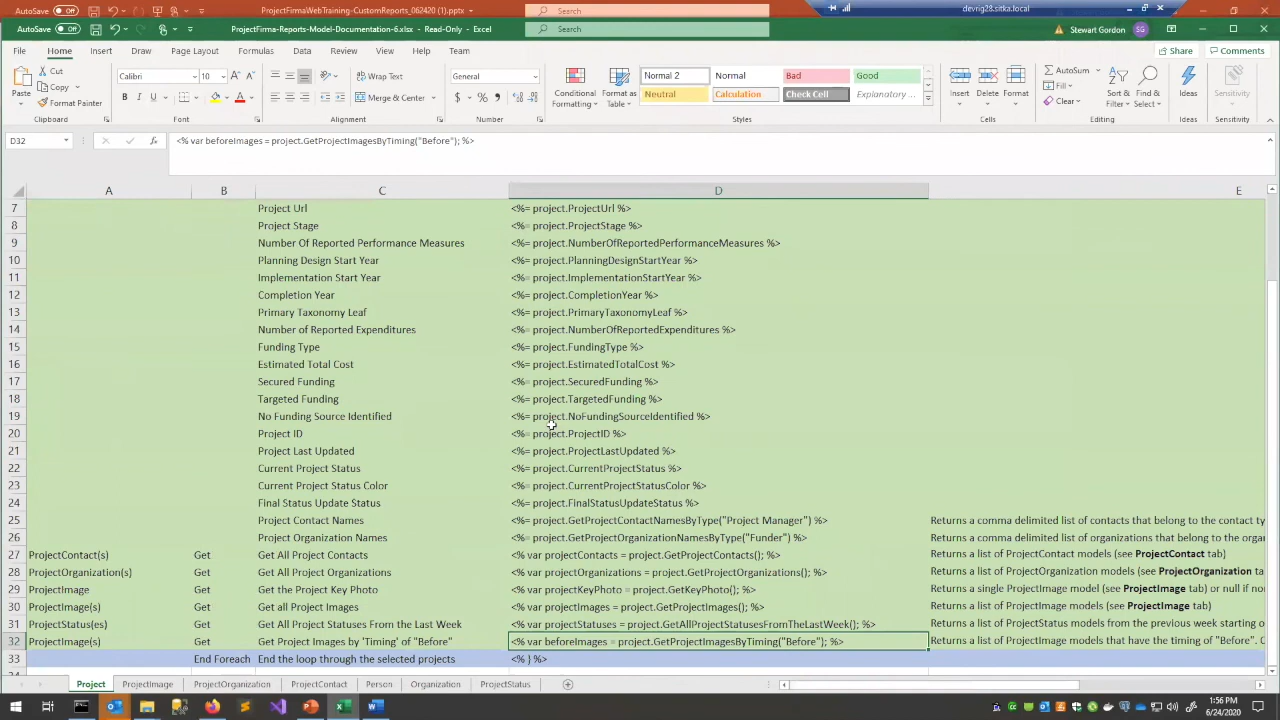 AutoSave Off ProjectFirmaWebTraining-CustomReports_062420 (1).pptx Search devrig28.sitka.local
AutoSave Off ProjectFirma-Reports-Model-Documentation-6.xlsx - Read-Only - Excel Search Stewart Gordon SG
File Home Insert Draw Page Layout Formulas Data Review View Help Team Share Comments
Paste Cut Copy Format Painter
Calibri 10 Wrap Text Merge & Center General
Conditional Formatting Format as Table
Normal 2 Normal Bad Good
Neutral Calculation Check Cell Explanatory ...
Insert Delete Format AutoSum Fill Clear Sort & Filter Find & Select Ideas Sensitivity
Clipboard Font Alignment Number Styles Cells Editing Ideas Sensitivity
D32 fx <% var beforeImages = project.GetProjectImagesByTiming("Before"); %>
A B C D E
7 Project Url <%= project.ProjectUrl %>
8 Project Stage <%= project.ProjectStage %>
9 Number Of Reported Performance Measures <%= project.NumberOfReportedPerformanceMeasures %>
10 Planning Design Start Year <%= project.PlanningDesignStartYear %>
11 Implementation Start Year <%= project.ImplementationStartYear %>
12 Completion Year <%= project.CompletionYear %>
13 Primary Taxonomy Leaf <%= project.PrimaryTaxonomyLeaf %>
14 Number of Reported Expenditures <%= project.NumberOfReportedExpenditures %>
15 Funding Type <%= project.FundingType %>
16 Estimated Total Cost <%= project.EstimatedTotalCost %>
17 Secured Funding <%= project.SecuredFunding %>
18 Targeted Funding <%= project.TargetedFunding %>
19 No Funding Source Identified <%= project.NoFundingSourceIdentified %>
20 Project ID <%= project.ProjectID %>
21 Project Last Updated <%= project.ProjectLastUpdated %>
22 Current Project Status <%= project.CurrentProjectStatus %>
23 Current Project Status Color <%= project.CurrentProjectStatusColor %>
24 Final Status Update Status <%= project.FinalStatusUpdateStatus %>
25 Project Contact Names <%= project.GetProjectContactNamesByType("Project Manager") %> Returns a comma delimited list of contacts that belong to the contact ty
26 Project Organization Names <%= project.GetProjectOrganizationNamesByType("Funder") %> Returns a comma delimited list of organizations that belong to the orga
27 ProjectContact(s) Get Get All Project Contacts <% var projectContacts = project.GetProjectContacts(); %> Returns a list of ProjectContact models (see ProjectContact tab)
28 ProjectOrganization(s) Get Get All Project Organizations <% var projectOrganizations = project.GetProjectOrganizations(); %> Returns a list of ProjectOrganization models (see ProjectOrganization ta
29 ProjectImage Get Get the Project Key Photo <% var projectKeyPhoto = project.GetKeyPhoto(); %> Returns a single ProjectImage model (see ProjectImage tab) or null if nor
30 ProjectImage(s) Get Get all Project Images <% var projectImages = project.GetProjectImages(); %> Returns a list of ProjectImage models (see ProjectImage tab)
31 ProjectStatus(es) Get Get All Project Statuses From the Last Week <% var projectStatuses = project.GetAllProjectStatusesFromTheLastWeek(); %> Returns a list of ProjectStatus models from the previous week starting o
32 ProjectImage(s) Get Get Project Images by 'Timing' of "Before" <% var beforeImages = project.GetProjectImagesByTiming("Before"); %> Returns a list of ProjectImage models that have the timing of "Before". C
33 End Foreach End the loop through the selected projects <% } %>
Project ProjectImage ProjectOrganization ProjectContact Person Organization ProjectStatus
1:56 PM
6/24/2020